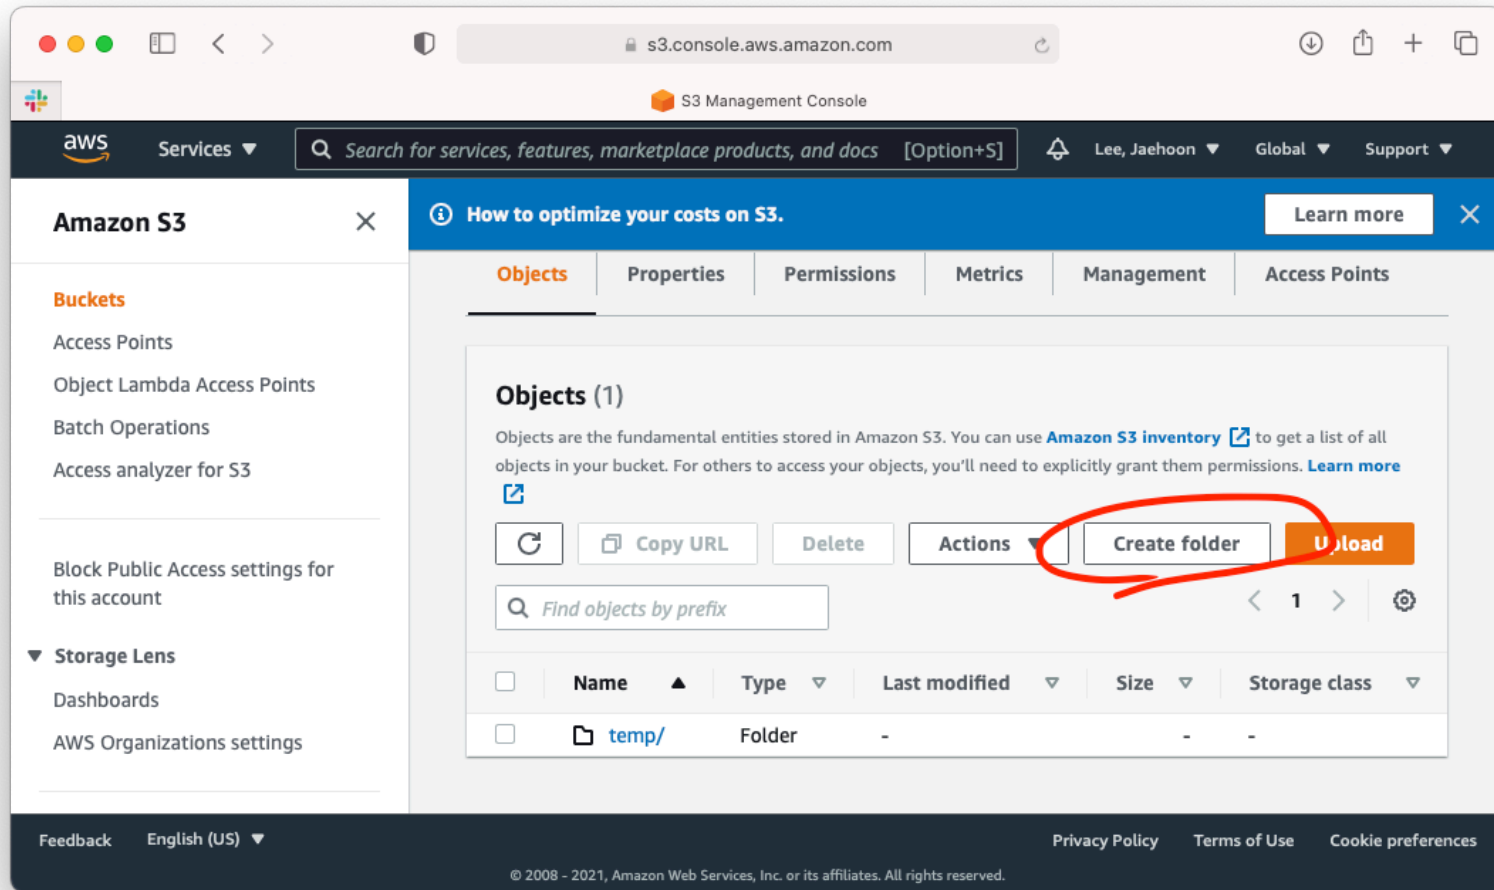 s3.console.aws.amazon.com
S3 Management Console
aws Services Search for services, features, marketplace products, and docs [Option+S] Lee, Jaehoon Global Support
Amazon S3
Buckets
Access Points
Object Lambda Access Points
Batch Operations
Access analyzer for S3
Block Public Access settings for
this account
Storage Lens
Dashboards
AWS Organizations settings
How to optimize your costs on S3. Learn more
Objects Properties Permissions Metrics Management Access Points
Objects (1)
Objects are the fundamental entities stored in Amazon S3. You can use Amazon S3 inventory to get a list of all
objects in your bucket. For others to access your objects, you'll need to explicitly grant them permissions. Learn more
Copy URL Delete Actions Create folder Upload
Find objects by prefix 1
Name Type Last modified Size Storage class
temp/ Folder - - -
Feedback English (US) Privacy Policy Terms of Use Cookie preferences
© 2008 - 2021, Amazon Web Services, Inc. or its affiliates. All rights reserved.